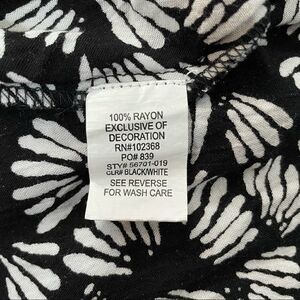 100% RAYON
EXCLUSIVE OF
DECORATION
RN#102368
PO# 839
STY# 56701-019
CLR# BLACK/WHITE
SEE REVERSE
FOR WASH CARE